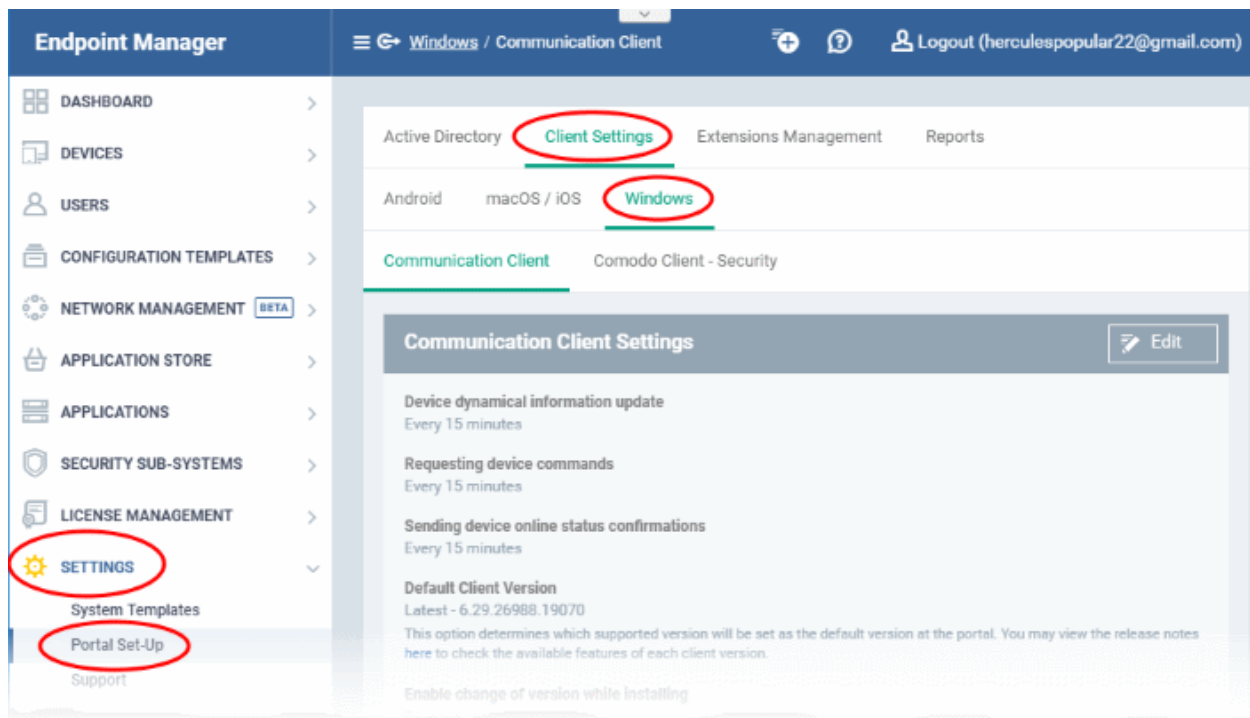 Endpoint Manager
Windows / Communication Client
Logout (herculespopular22@gmail.com)
DASHBOARD
DEVICES
USERS
CONFIGURATION TEMPLATES
NETWORK MANAGEMENT BETA
APPLICATION STORE
APPLICATIONS
SECURITY SUB-SYSTEMS
LICENSE MANAGEMENT
SETTINGS
System Templates
Portal Set-Up
Support
Active Directory Client Settings Extensions Management Reports
Android macOS / iOS Windows
Communication Client Comodo Client - Security
Communication Client Settings Edit
Device dynamical information update
Every 15 minutes
Requesting device commands
Every 15 minutes
Sending device online status confirmations
Every 15 minutes
Default Client Version
Latest - 6.29.26988.19070
This option determines which supported version will be set as the default version at the portal. You may view the release notes
here to check the available features of each client version.
Enable change of version while installing